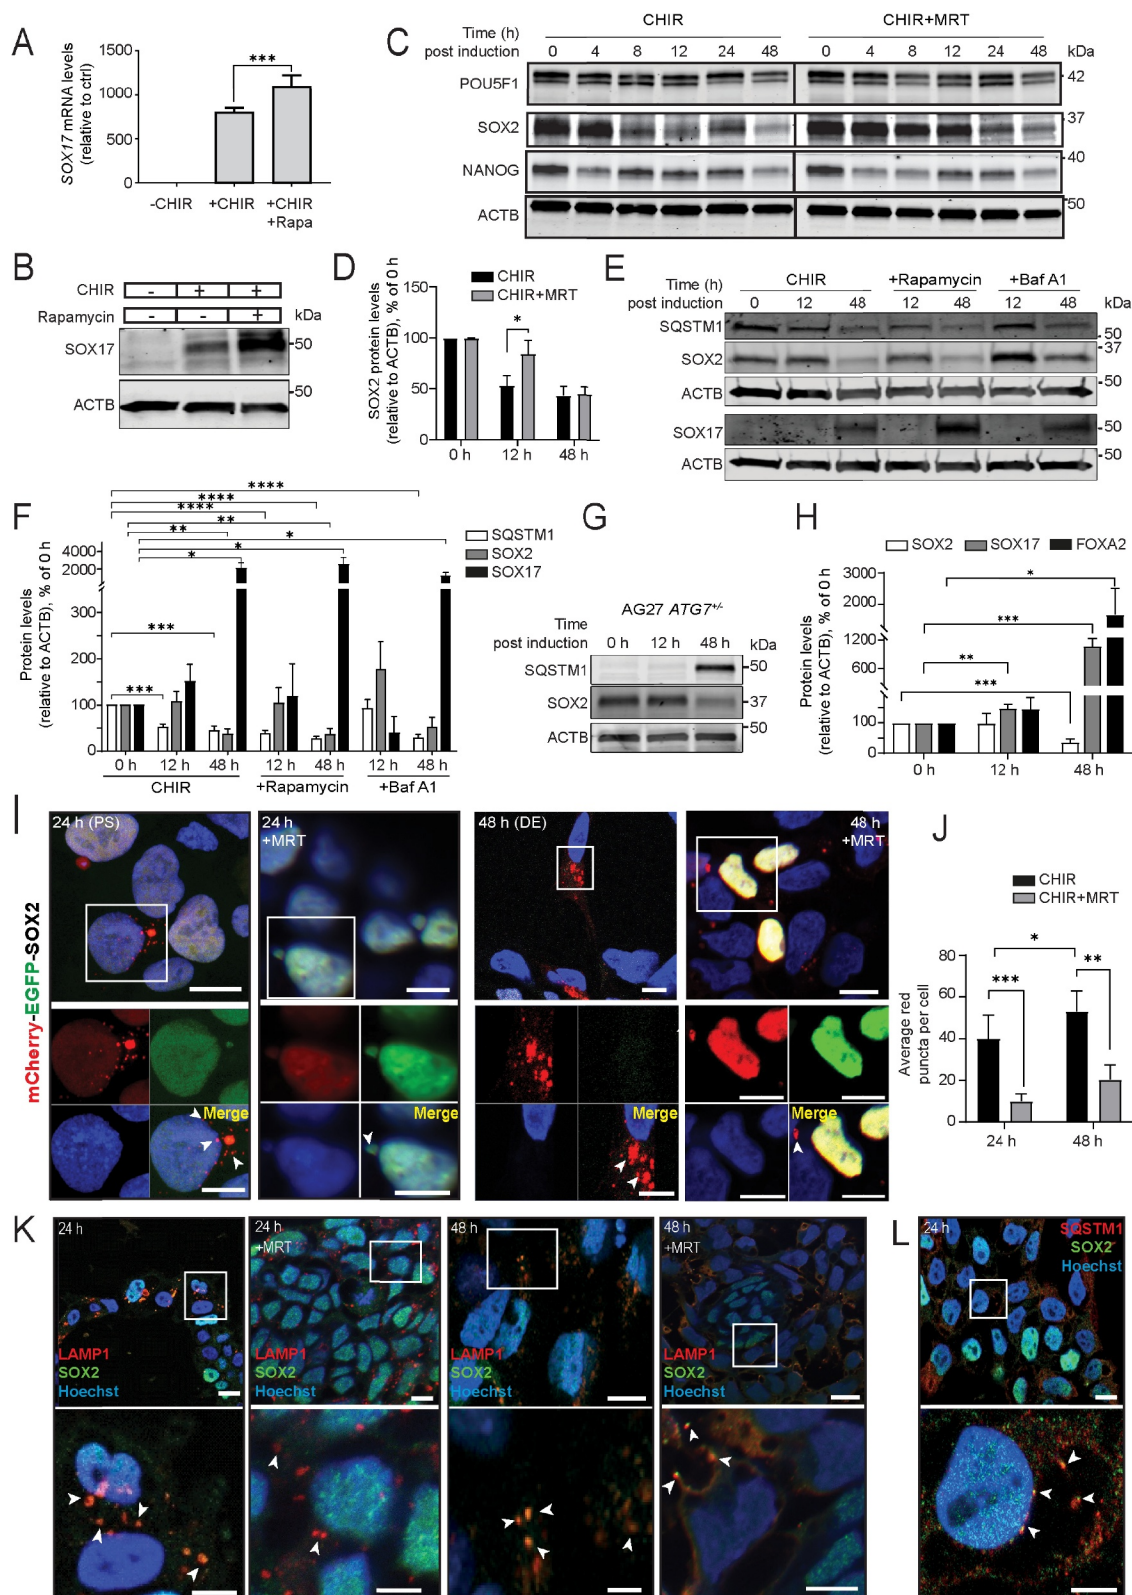 A
SOX17 mRNA levels
(relative to ctrl)
1500
1000
500
0
***
-CHIR
+CHIR
+CHIR
+Rapa
B
CHIR - + +
Rapamycin - - + kDa
SOX17 50
ACTB 50
C
CHIR CHIR+MRT
Time (h)
post induction 0 4 8 12 24 48 0 4 8 12 24 48 kDa
POU5F1 42
SOX2 37
NANOG 40
ACTB 50
D
SOX2 protein levels
(relative to ACTB), % of 0 h
150
100
50
0
CHIR
CHIR+MRT
*
0 h 12 h 48 h
E
Time (h) CHIR +Rapamycin +Baf A1
post induction 0 12 48 12 48 12 48 kDa
SQSTM1 50
SOX2 37
ACTB 50
SOX17 50
ACTB 50
F
Protein levels
(relative to ACTB), % of 0 h
4000
2000
300
200
100
0
****
****
****
**
**
*
*
*
***
***
SQSTM1
SOX2
SOX17
0 h 12 h 48 h 12 h 48 h 12 h 48 h
CHIR +Rapamycin +Baf A1
G
AG27 ATG7+/-
Time
post induction 0 h 12 h 48 h kDa
SQSTM1 50
SOX2 37
ACTB 50
H
SOX2 SOX17 FOXA2
Protein levels
(relative to ACTB), % of 0 h
3000
2000
1200
600
100
0
*
***
**
***
0 h 12 h 48 h
I
mCherry-EGFP-SOX2
24 h (PS)
24 h
+MRT
48 h (DE)
48 h
+MRT
Merge
Merge
Merge
Merge
J
CHIR
CHIR+MRT
Average red
puncta per cell
80
60
40
20
0
*
***
**
24 h 48 h
K
24 h
LAMP1
SOX2
Hoechst
24 h
+MRT
LAMP1
SOX2
Hoechst
48 h
LAMP1
SOX2
Hoechst
48 h
+MRT
LAMP1
SOX2
Hoechst
L
24 h
SQSTM1
SOX2
Hoechst